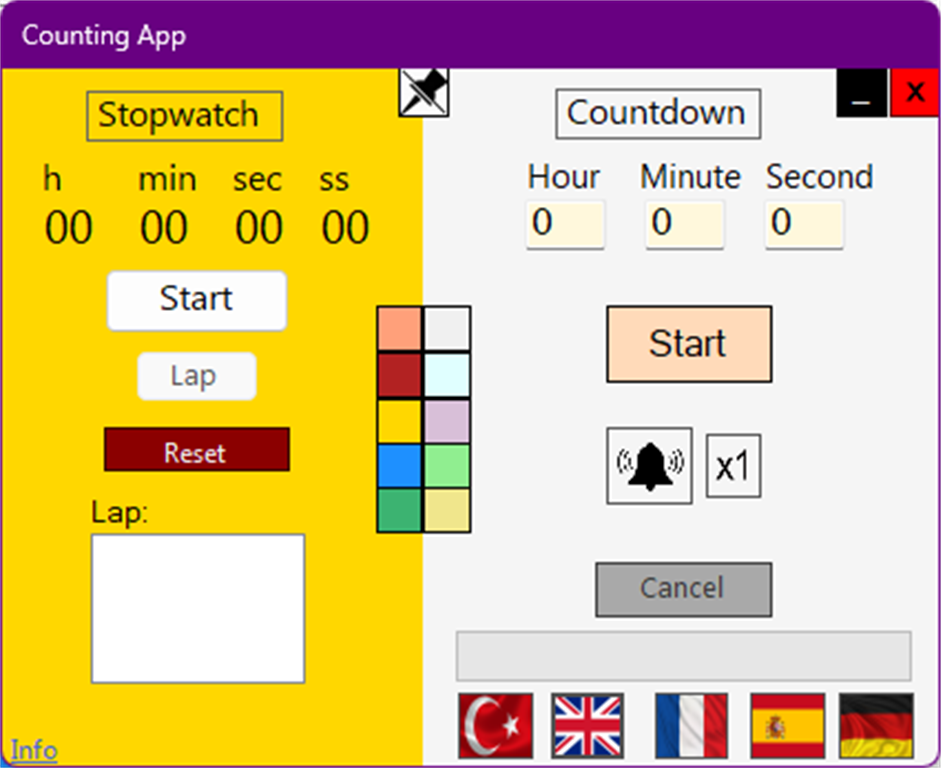 Counting App
Stopwatch
h min sec ss
00 00 00 00
Start
Lap
Reset
Lap:
Info
_ X
Countdown
Hour Minute Second
0 0 0
Start
x1
Cancel